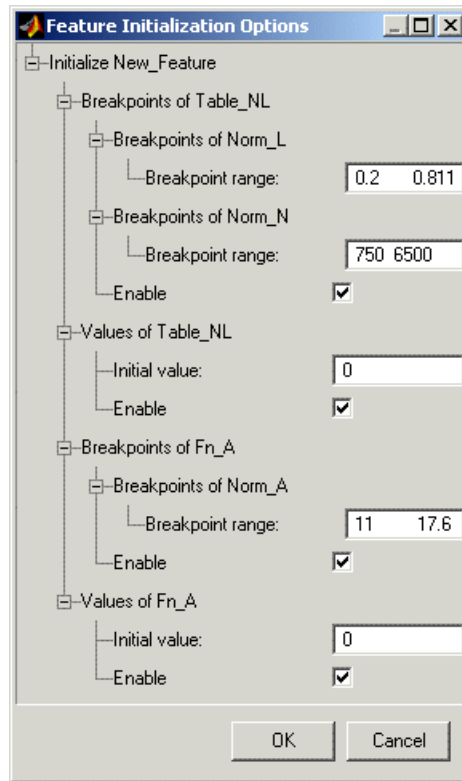 Feature Initialization Options
Initialize New_Feature
Breakpoints of Table_NL
Breakpoints of Norm_L
Breakpoint range: 0.2 0.811
Breakpoints of Norm_N
Breakpoint range: 750 6500
Enable
Values of Table_NL
Initial value: 0
Enable
Breakpoints of Fn_A
Breakpoints of Norm_A
Breakpoint range: 11 17.6
Enable
Values of Fn_A
Initial value: 0
Enable
OK Cancel